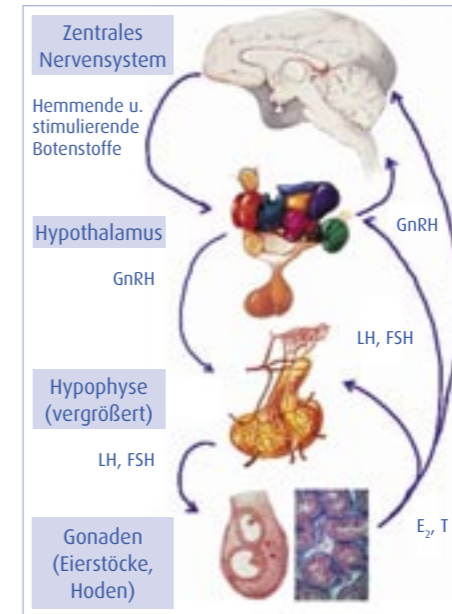 Zentrales
Nervensystem
Hemmende u.
stimulierende
Botenstoffe
Hypothalamus
GnRH
GnRH
LH, FSH
Hypophyse
(vergrößert)
LH, FSH
Gonaden
(Eierstöcke,
Hoden)
E₂, T